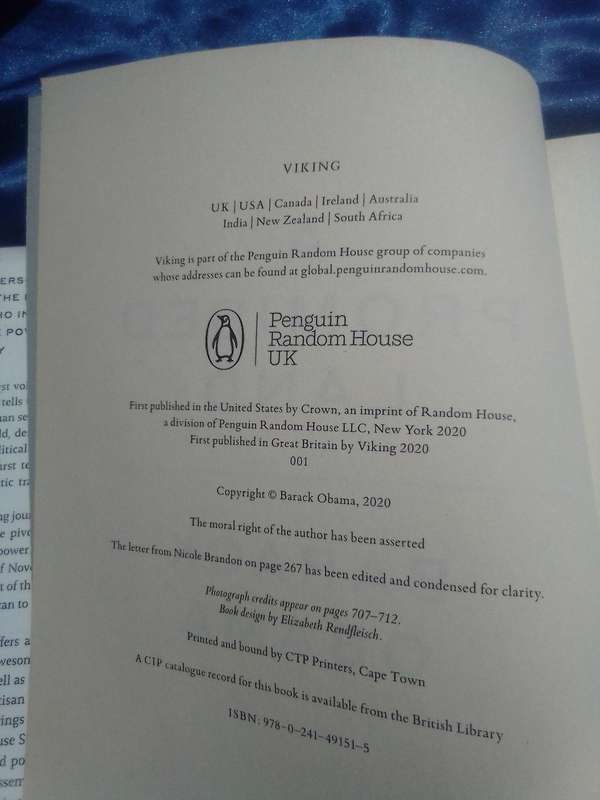 VIKING
UK | USA | Canada | Ireland | Australia
India | New Zealand | South Africa
Viking is part of the Penguin Random House group of companies
whose addresses can be found at global.penguinrandomhouse.com.
Penguin
Random House
UK
First published in the United States by Crown, an imprint of Random House,
a division of Penguin Random House LLC, New York 2020
First published in Great Britain by Viking 2020
001
Copyright © Barack Obama, 2020
The moral right of the author has been asserted
The letter from Nicole Brandon on page 267 has been edited and condensed for clarity.
Photograph credits appear on pages 707–712.
Book design by Elizabeth Rendfleisch.
Printed and bound by CTP Printers, Cape Town
A CIP catalogue record for this book is available from the British Library
ISBN: 978–0–241–49151–5